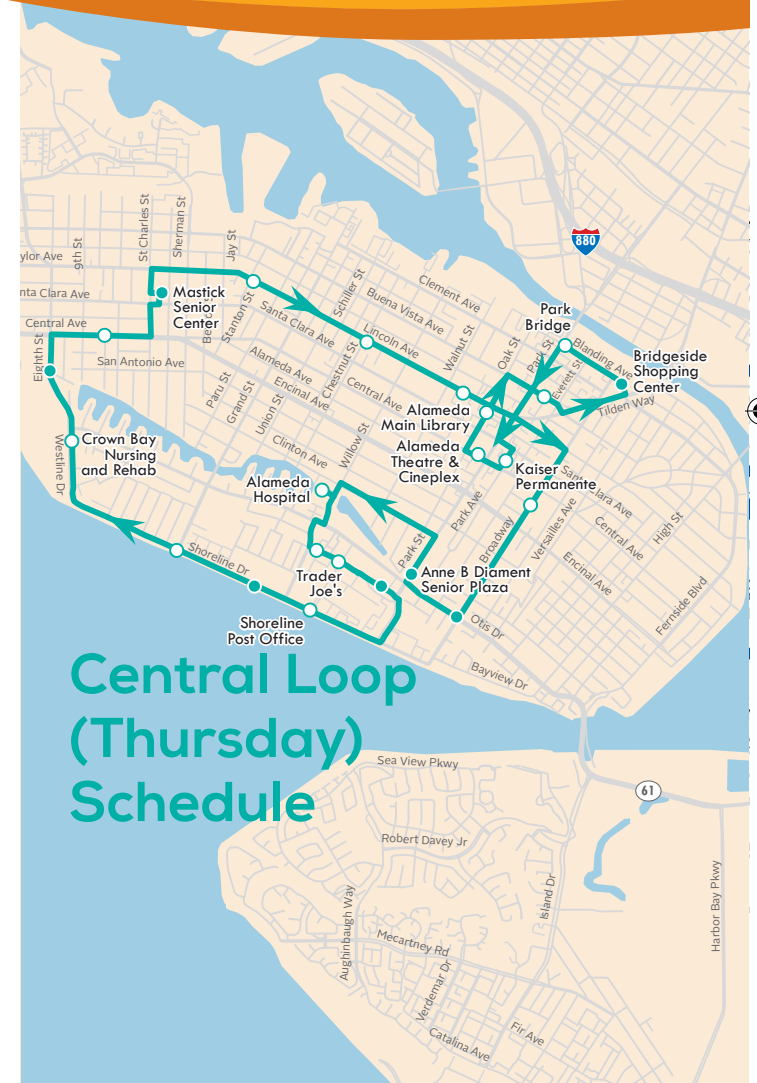 880
St Charles St
Sherman St
9th St
Jay St
ylor Ave
nta Clara Ave
Mastick
Senior
Center
Central Ave
Eighth St
San Antonio Ave
Stanton St
Santa Clara Ave
Schiller St
Buena Vista Ave
Clement Ave
Lincoln Ave
Walnut St
Oak St
Park St
Park
Bridge
Blanding Ave
Everett St
Bridgeside
Shopping
Center
Tilden Way
Alameda Ave
Encinal Ave
Chestnut St
Central Ave
Paru St
Grand St
Union St
Clinton Ave
Willow St
Alameda
Main Library
Alameda
Theatre &
Cineplex
Kaiser
Permanente
Santa Clara Ave
Crown Bay
Nursing
and Rehab
Westline Dr
Alameda
Hospital
Park Ave
Broadway
Versailles Ave
Central Ave
High St
Encinal Ave
Fernside Blvd
Park St
Anne B Diament
Senior Plaza
Shoreline Dr
Trader
Joe's
Shoreline
Post Office
Otis Dr
Bayview Dr
Central Loop
(Thursday)
Schedule
Sea View Pkwy
61
Robert Davey Jr
Island Dr
Harbor Bay Pkwy
Aughinbaugh Way
Mecartney Rd
Verdemar Dr
Fir Ave
Catalina Ave